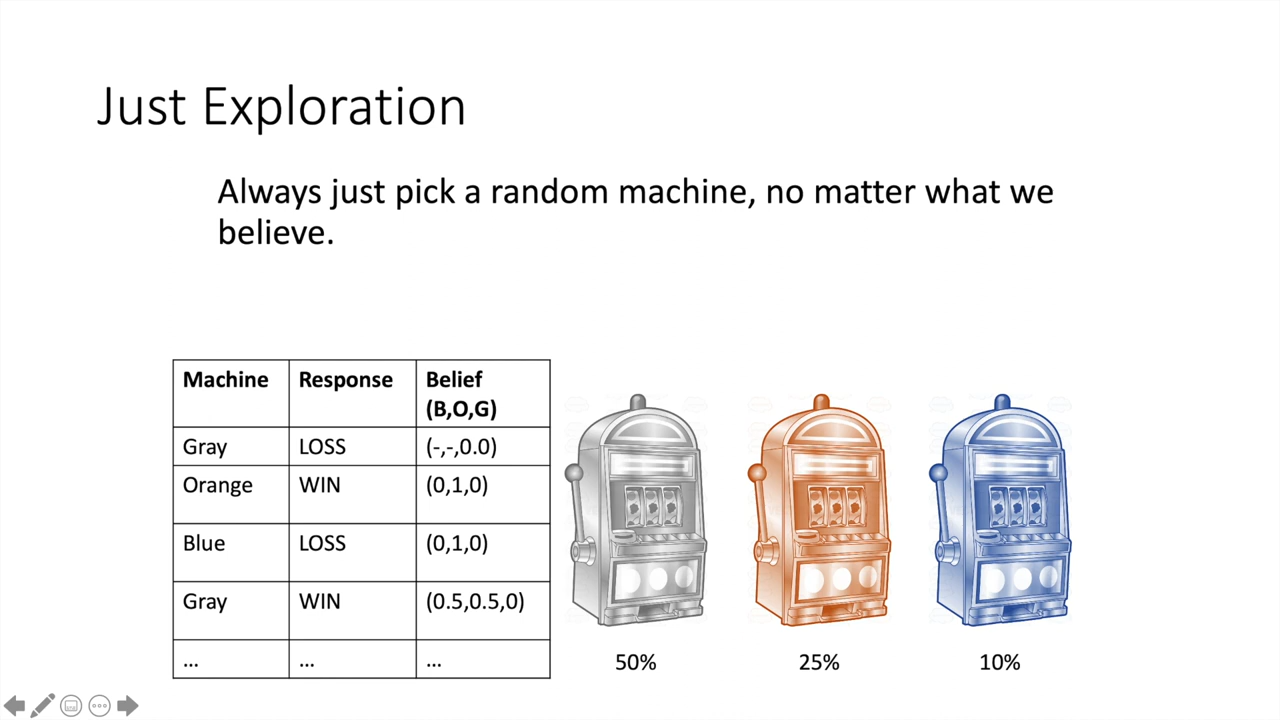 Just Exploration
Always just pick a random machine, no matter what we
believe.
Machine Response Belief
(B,O,G)
Gray LOSS (-,-,0.0)
Orange WIN (0,1,0)
Blue LOSS (0,1,0)
Gray WIN (0.5,0.5,0)
... ... ...
50% 25% 10%